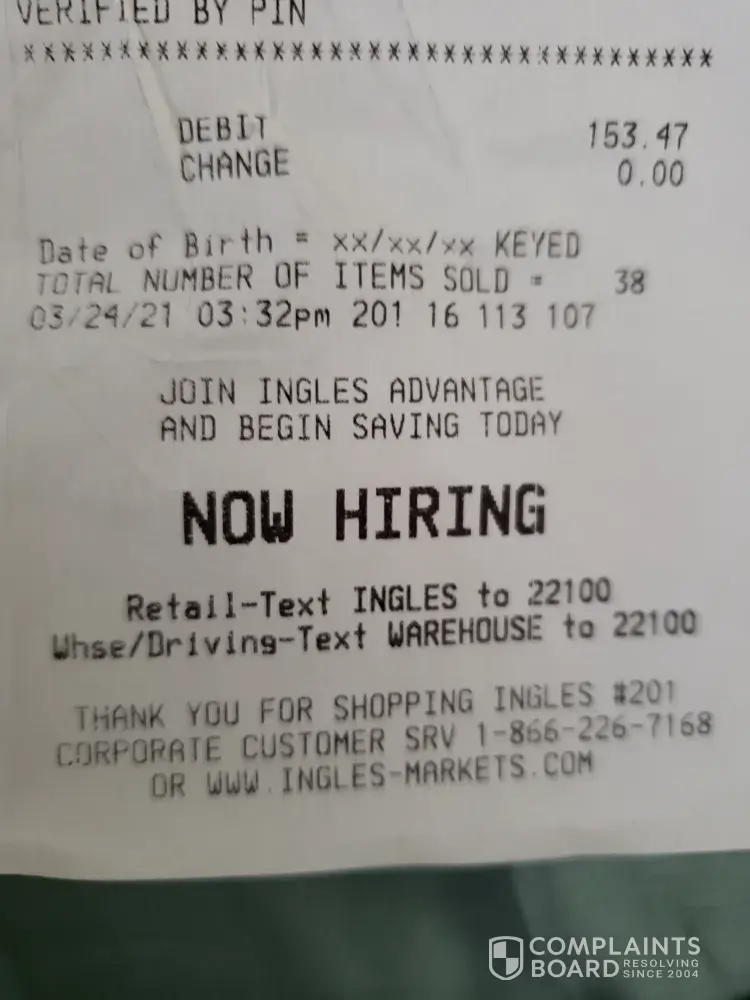 VERIFIED BY PIN
************************************
DEBIT 153.47
CHANGE 0.00
Date of Birth = xx/xx/xx KEYED
TOTAL NUMBER OF ITEMS SOLD = 38
03/24/21 03:32pm 201 16 113 107
JOIN INGLES ADVANTAGE
AND BEGIN SAVING TODAY
NOW HIRING
Retail-Text INGLES to 22100
Whse/Driving-Text WAREHOUSE to 22100
THANK YOU FOR SHOPPING INGLES #201
CORPORATE CUSTOMER SRV 1-866-226-7168
OR WWW.INGLES-MARKETS.COM
COMPLAINTS
BOARD RESOLVING SINCE 2004